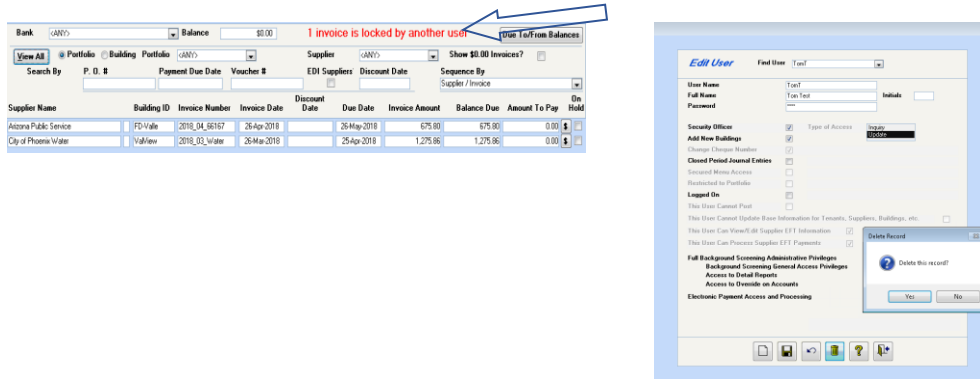 Bank <ANY> Balance $0.00 1 invoice is locked by another user Due To/From Balances
View All Portfolio Building Portfolio <ANY> Supplier <ANY> Show $0.00 Invoices?
Search By P. O. # Payment Due Date Voucher # EDI Suppliers Discount Date Sequence By
Supplier / Invoice
Supplier Name Building ID Invoice Number Invoice Date Discount Date Due Date Invoice Amount Balance Due Amount To Pay On Hold
Arizona Public Service FD-Valle 2018_04_66167 26-Apr-2018 26-May-2018 675.80 675.80 0.00 $
City of Phoenix Water ValView 2018_03_Water 26-Mar-2018 25-Apr-2018 1,275.86 1,275.86 0.00 $
Edit User Find User TomT
User Name TomT
Full Name Tom Test Initials
Password ****
Security Officer Type of Access Inquiry
Update
Add New Buildings
Change Cheque Number
Closed Period Journal Entries
Secured Menu Access
Restricted to Portfolio
Logged On
This User Cannot Post
This User Cannot Update Base Information for Tenants, Suppliers, Buildings, etc.
This User Can View/Edit Supplier EFT Information
This User Can Process Supplier EFT Payments
Full Background Screening Administrative Privileges
Background Screening General Access Privileges
Access to Detail Reports
Access to Override on Accounts
Electronic Payment Access and Processing
Delete Record
Delete this record?
Yes No